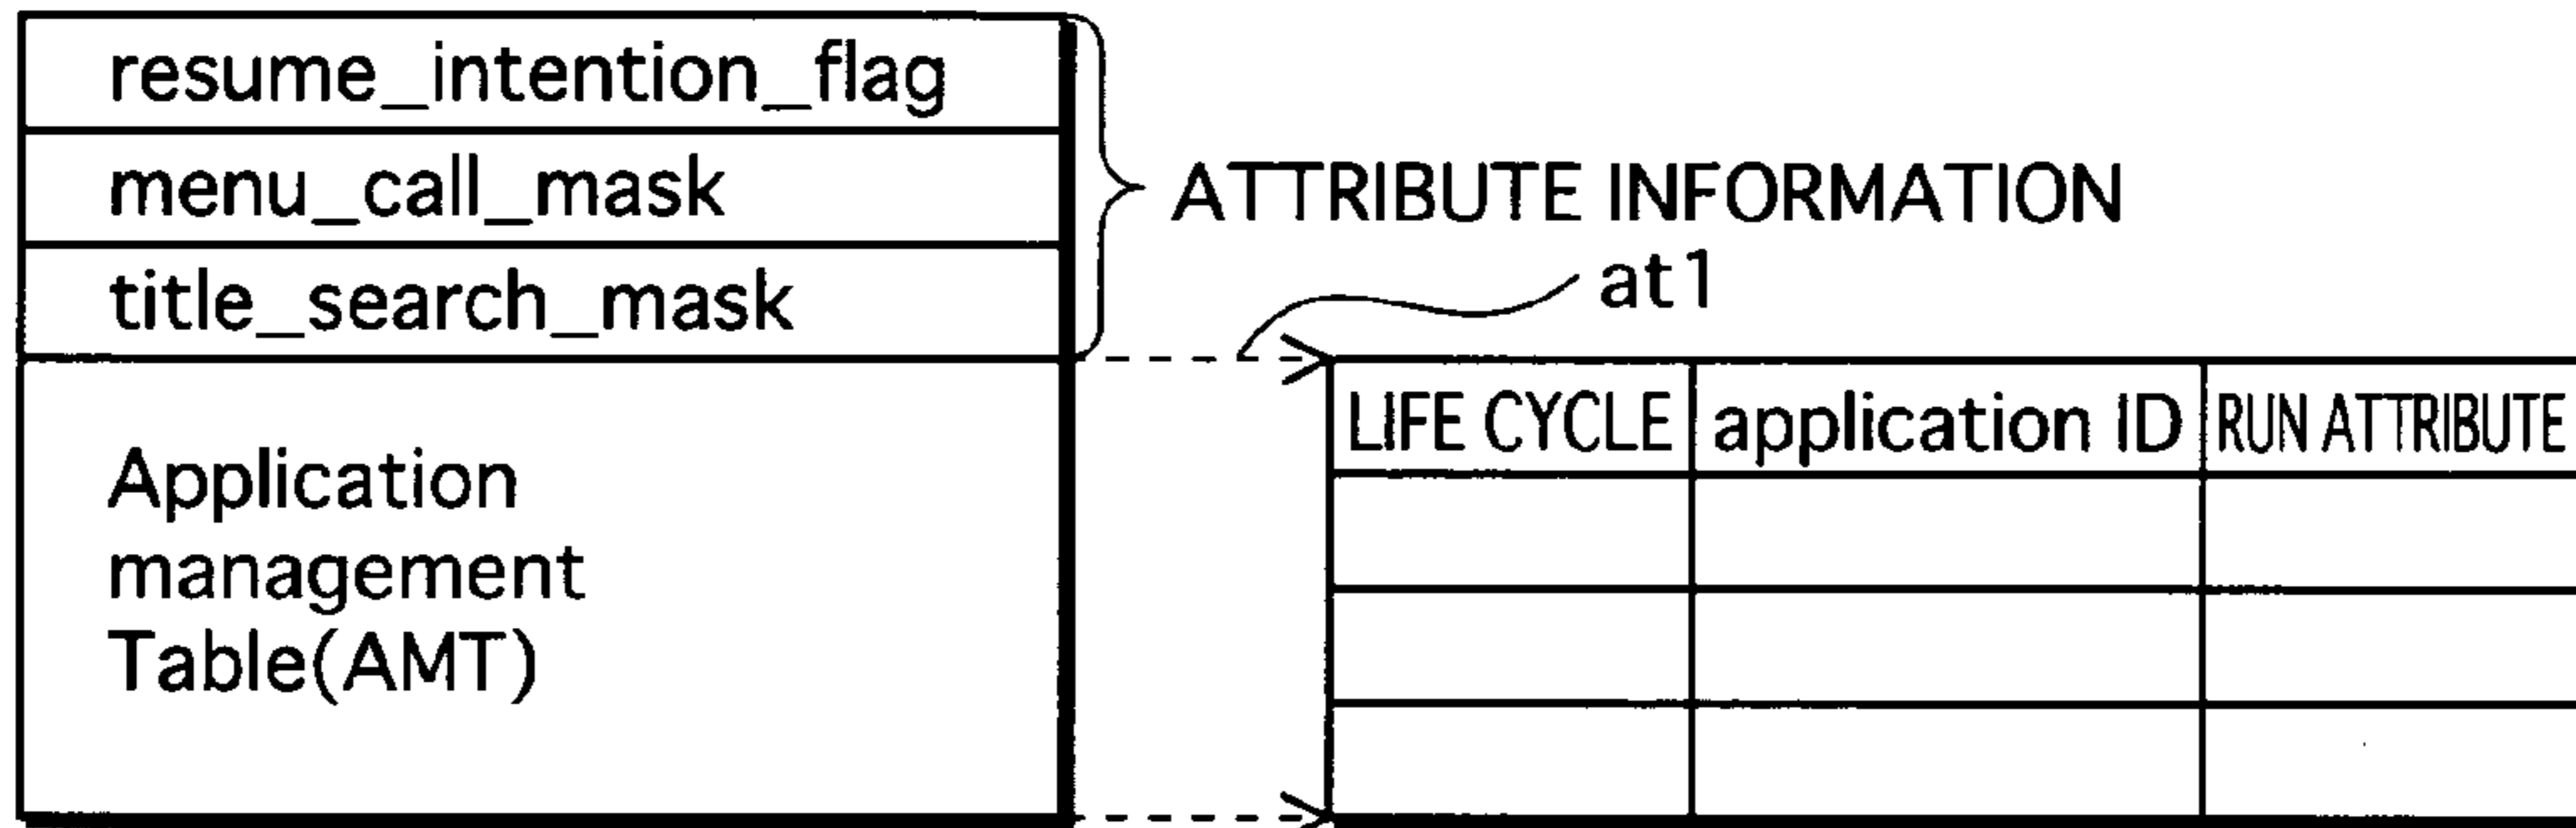 resume_intention_flag
menu_call_mask
title_search_mask
ATTRIBUTE INFORMATION
at1
Application
management
Table(AMT)
LIFE CYCLE application ID RUN ATTRIBUTE